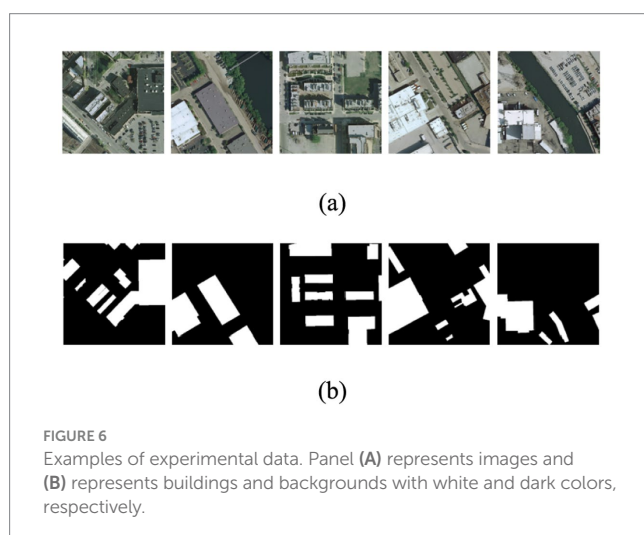 (a)
(b)
FIGURE 6
Examples of experimental data. Panel (A) represents images and
(B) represents buildings and backgrounds with white and dark colors,
respectively.